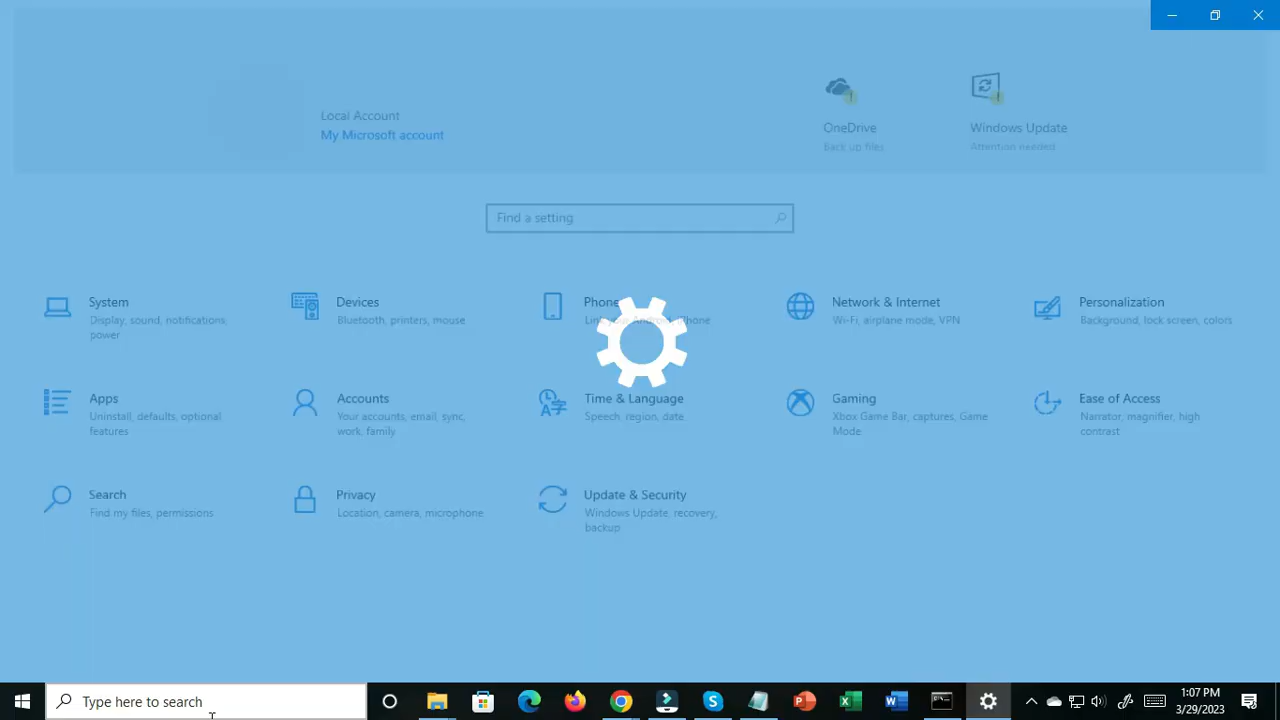 Local Account
My Microsoft account
OneDrive
Back up files
Windows Update
Attention needed
Find a setting
System
Display, sound, notifications,
power
Devices
Bluetooth, printers, mouse
Phone
Link your Android, iPhone
Network & Internet
Wi-Fi, airplane mode, VPN
Personalization
Background, lock screen, colors
Apps
Uninstall, defaults, optional
features
Accounts
Your accounts, email, sync,
work, family
Time & Language
Speech, region, date
Gaming
Xbox Game Bar, captures, Game
Mode
Ease of Access
Narrator, magnifier, high
contrast
Search
Find my files, permissions
Privacy
Location, camera, microphone
Update & Security
Windows Update, recovery,
backup
Type here to search
1:07 PM
3/29/2023